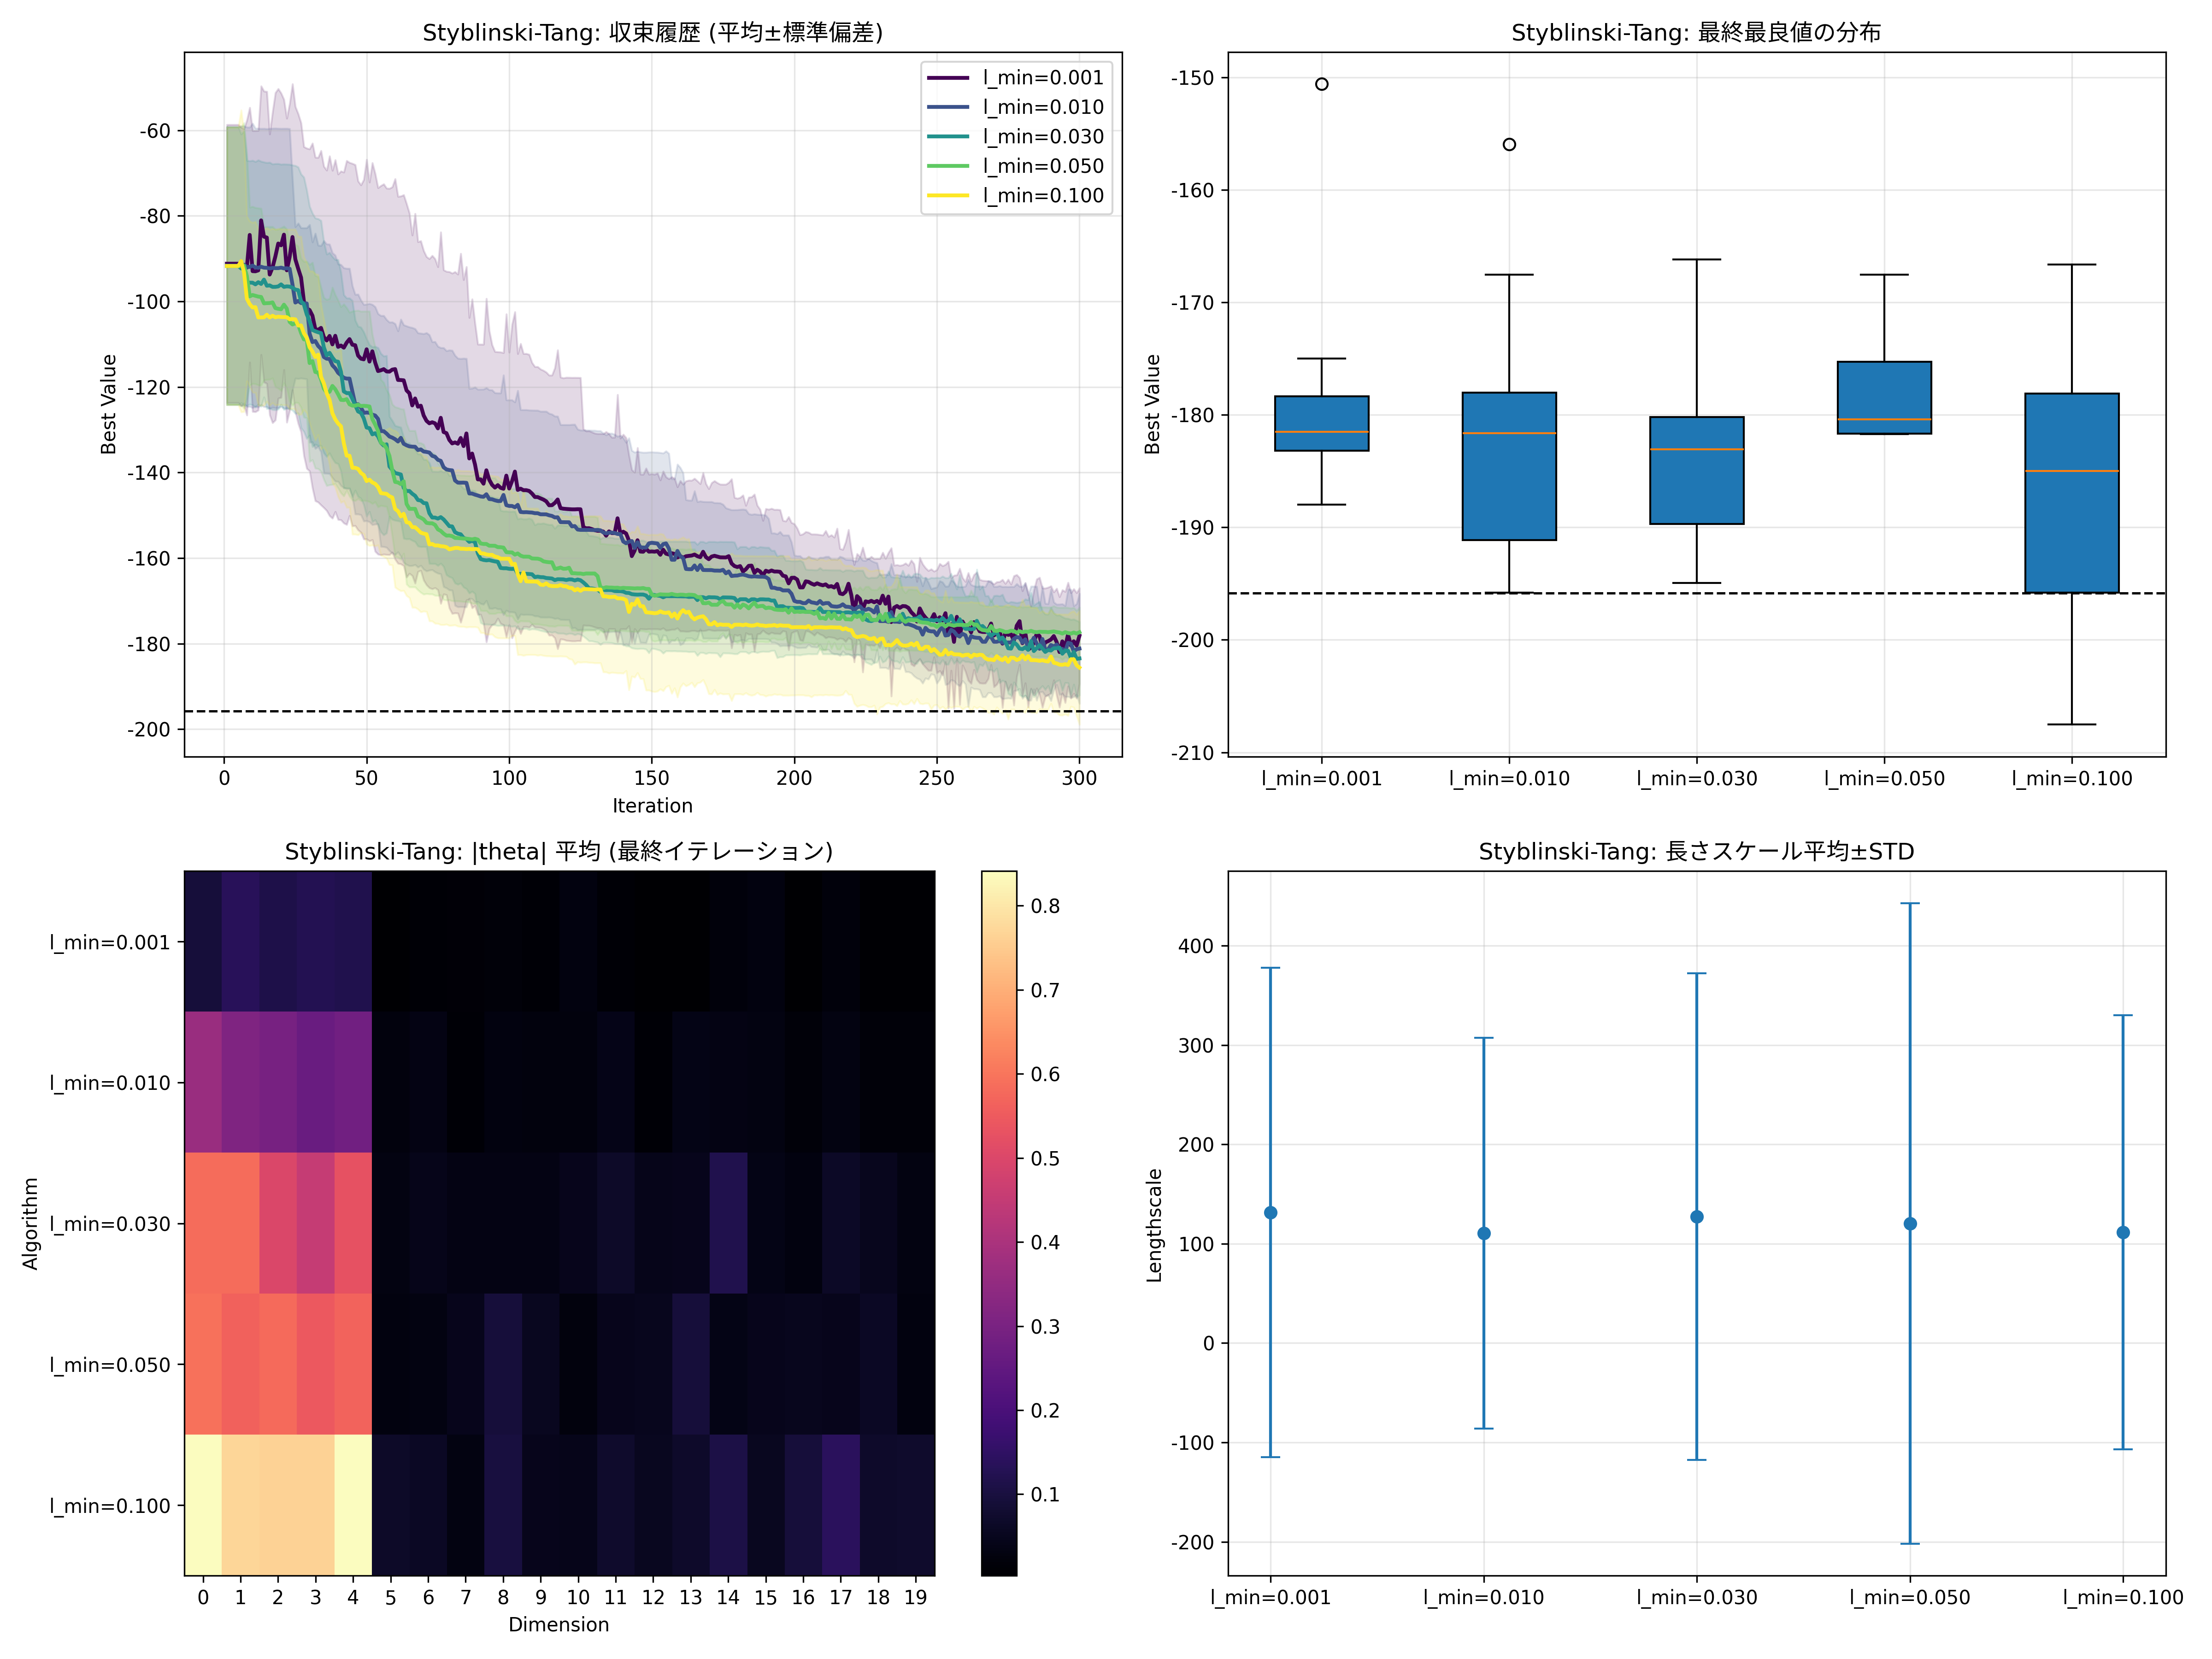 Styblinski-Tang: 収束履歴 (平均±標準偏差)
l_min=0.001
l_min=0.010
l_min=0.030
l_min=0.050
l_min=0.100
Best Value
-60
-80
-100
-120
-140
-160
-180
-200
0 50 100 150 200 250 300
Iteration
Styblinski-Tang: 最終最良値の分布
Best Value
-150
-160
-170
-180
-190
-200
-210
l_min=0.001 l_min=0.010 l_min=0.030 l_min=0.050 l_min=0.100
Styblinski-Tang: |theta| 平均 (最終イテレーション)
Algorithm
l_min=0.001
l_min=0.010
l_min=0.030
l_min=0.050
l_min=0.100
0 1 2 3 4 5 6 7 8 9 10 11 12 13 14 15 16 17 18 19
Dimension
0.8
0.7
0.6
0.5
0.4
0.3
0.2
0.1
Styblinski-Tang: 長さスケール平均±STD
Lengthscale
400
300
200
100
0
-100
-200
l_min=0.001 l_min=0.010 l_min=0.030 l_min=0.050 l_min=0.100